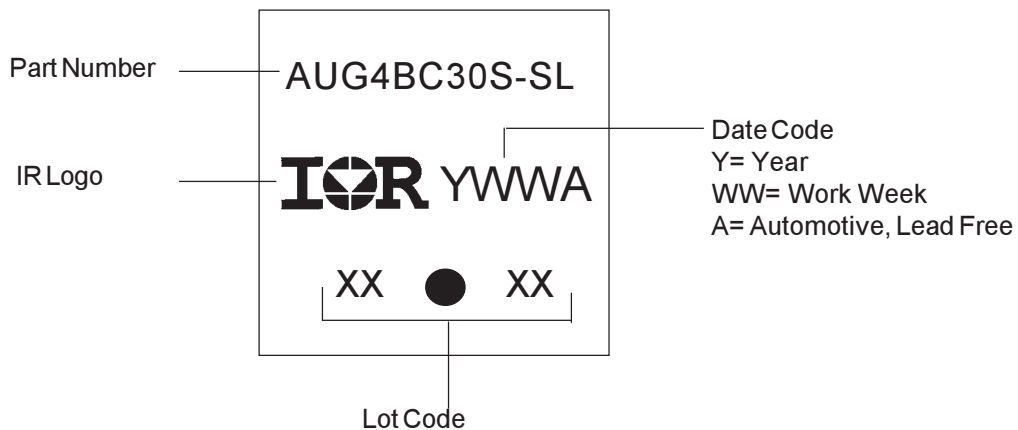 Part Number
AUG4BC30S-SL
IR Logo
IOR YWWA
Date Code
Y= Year
WW= Work Week
A= Automotive, Lead Free
XX XX
Lot Code